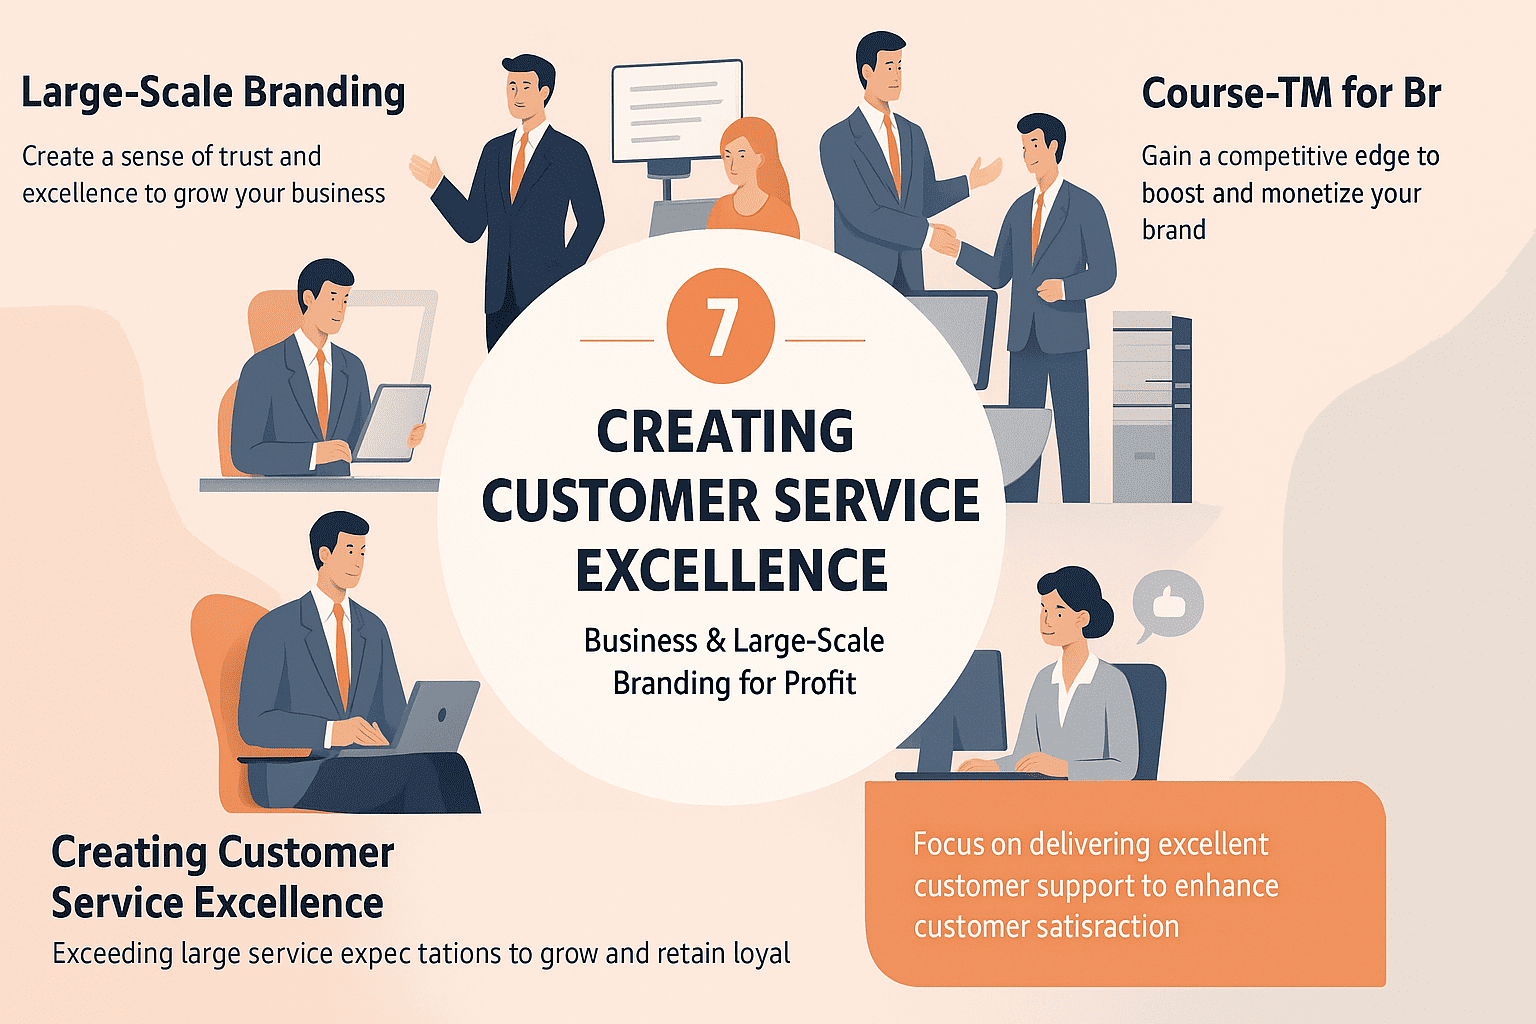 Large-Scale Branding
Create a sense of trust and
excellence to grow your business
Course-TM for Br
Gain a competitive edge to
boost and monetize your
brand
7
CREATING
CUSTOMER SERVICE
EXCELLENCE
Business & Large-Scale
Branding for Profit
Creating Customer
Service Excellence
Exceeding large service expec tations to grow and retain loyal
Focus on delivering excellent
customer support to enhance
customer satisraction